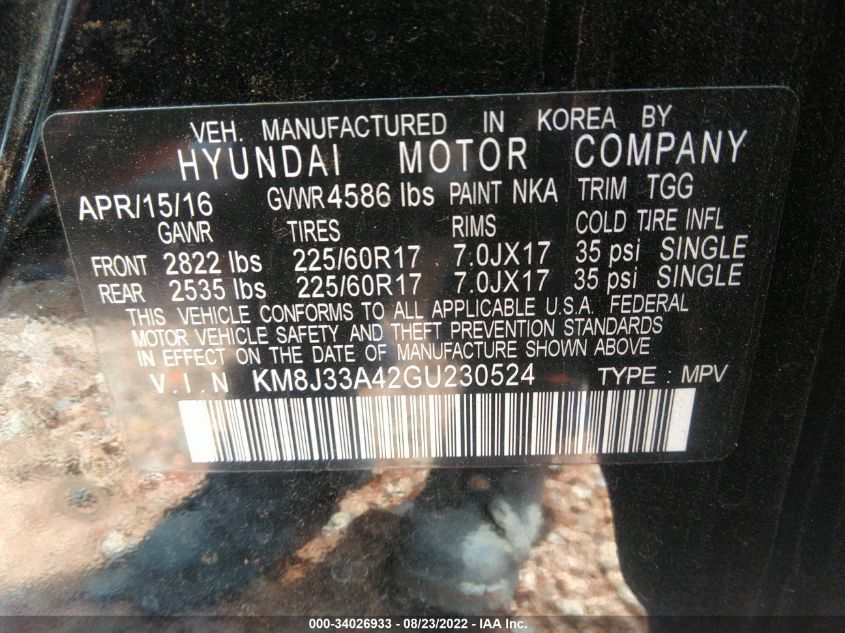 VEH. MANUFACTURED IN KOREA BY
HYUNDAI MOTOR COMPANY
APR/15/16 GVWR 4586 lbs PAINT NKA TRIM TGG
GAWR TIRES RIMS COLD TIRE INFL
FRONT 2822 lbs 225/60R17 7.0JX17 35 psi SINGLE
REAR 2535 lbs 225/60R17 7.0JX17 35 psi SINGLE
THIS VEHICLE CONFORMS TO ALL APPLICABLE U.S.A. FEDERAL
MOTOR VEHICLE SAFETY AND THEFT PREVENTION STANDARDS
IN EFFECT ON THE DATE OF MANUFACTURE SHOWN ABOVE
V.I.N KM8J33A42GU230524 TYPE : MPV
000-34026933 - 08/23/2022 - IAA Inc.